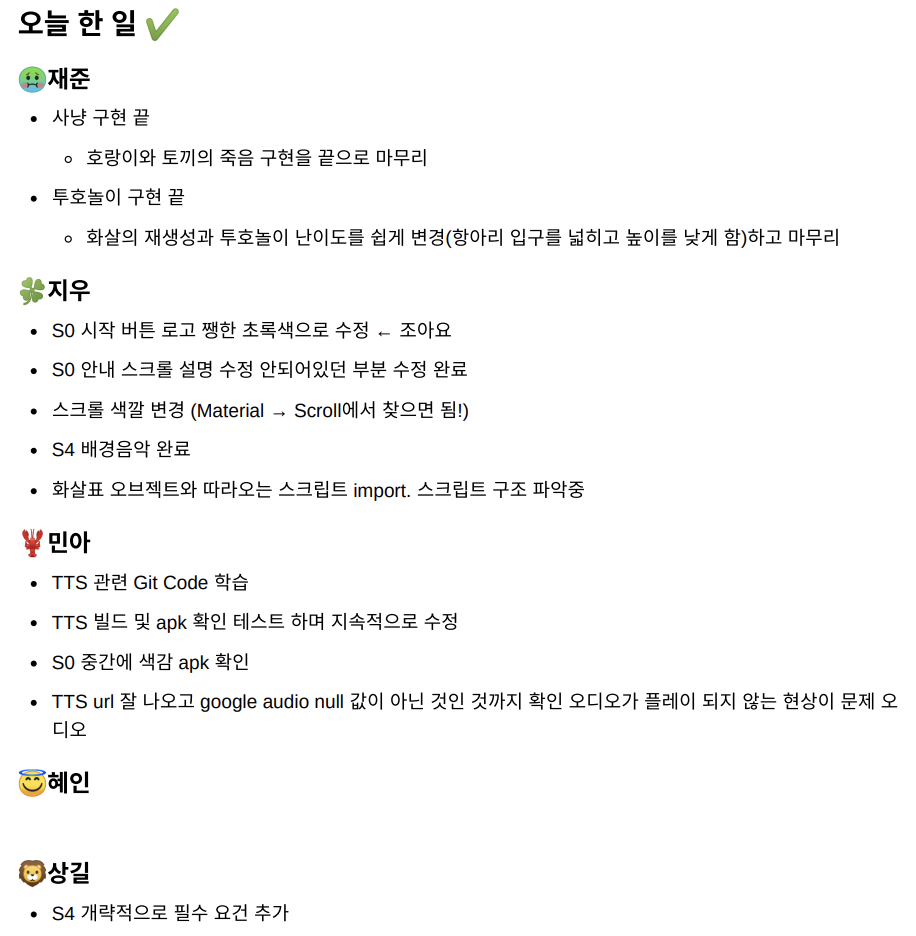 오늘 한 일 ✔
🤢재준
• 사냥 구현 끝
◦ 호랑이와 토끼의 죽음 구현을 끝으로 마무리
• 투호놀이 구현 끝
◦ 화살의 재생성과 투호놀이 난이도를 쉽게 변경(항아리 입구를 넓히고 높이를 낮게 함)하고 마무리
🍀지우
• S0 시작 버튼 로고 쨍한 초록색으로 수정 ← 조아요
• S0 안내 스크롤 설명 수정 안되어있던 부분 수정 완료
• 스크롤 색깔 변경 (Material → Scroll에서 찾으면 됨!)
• S4 배경음악 완료
• 화살표 오브젝트와 따라오는 스크립트 import. 스크립트 구조 파악중
🦞민아
• TTS 관련 Git Code 학습
• TTS 빌드 및 apk 확인 테스트 하며 지속적으로 수정
• S0 중간에 색감 apk 확인
• TTS url 잘 나오고 google audio null 값이 아닌 것인 것까지 확인 오디오가 플레이 되지 않는 현상이 문제 오
디오
😇혜인
🦁상길
• S4 개략적으로 필수 요건 추가